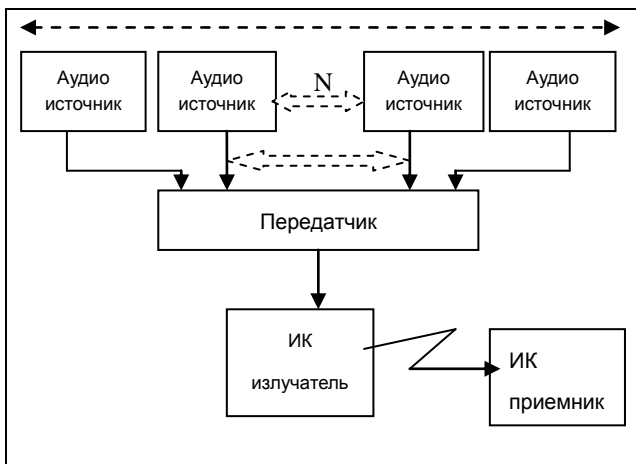 Аудио
источник
Аудио
источник
N
Аудио
источник
Аудио
источник
Передатчик
ИК
излучатель
ИК
приемник